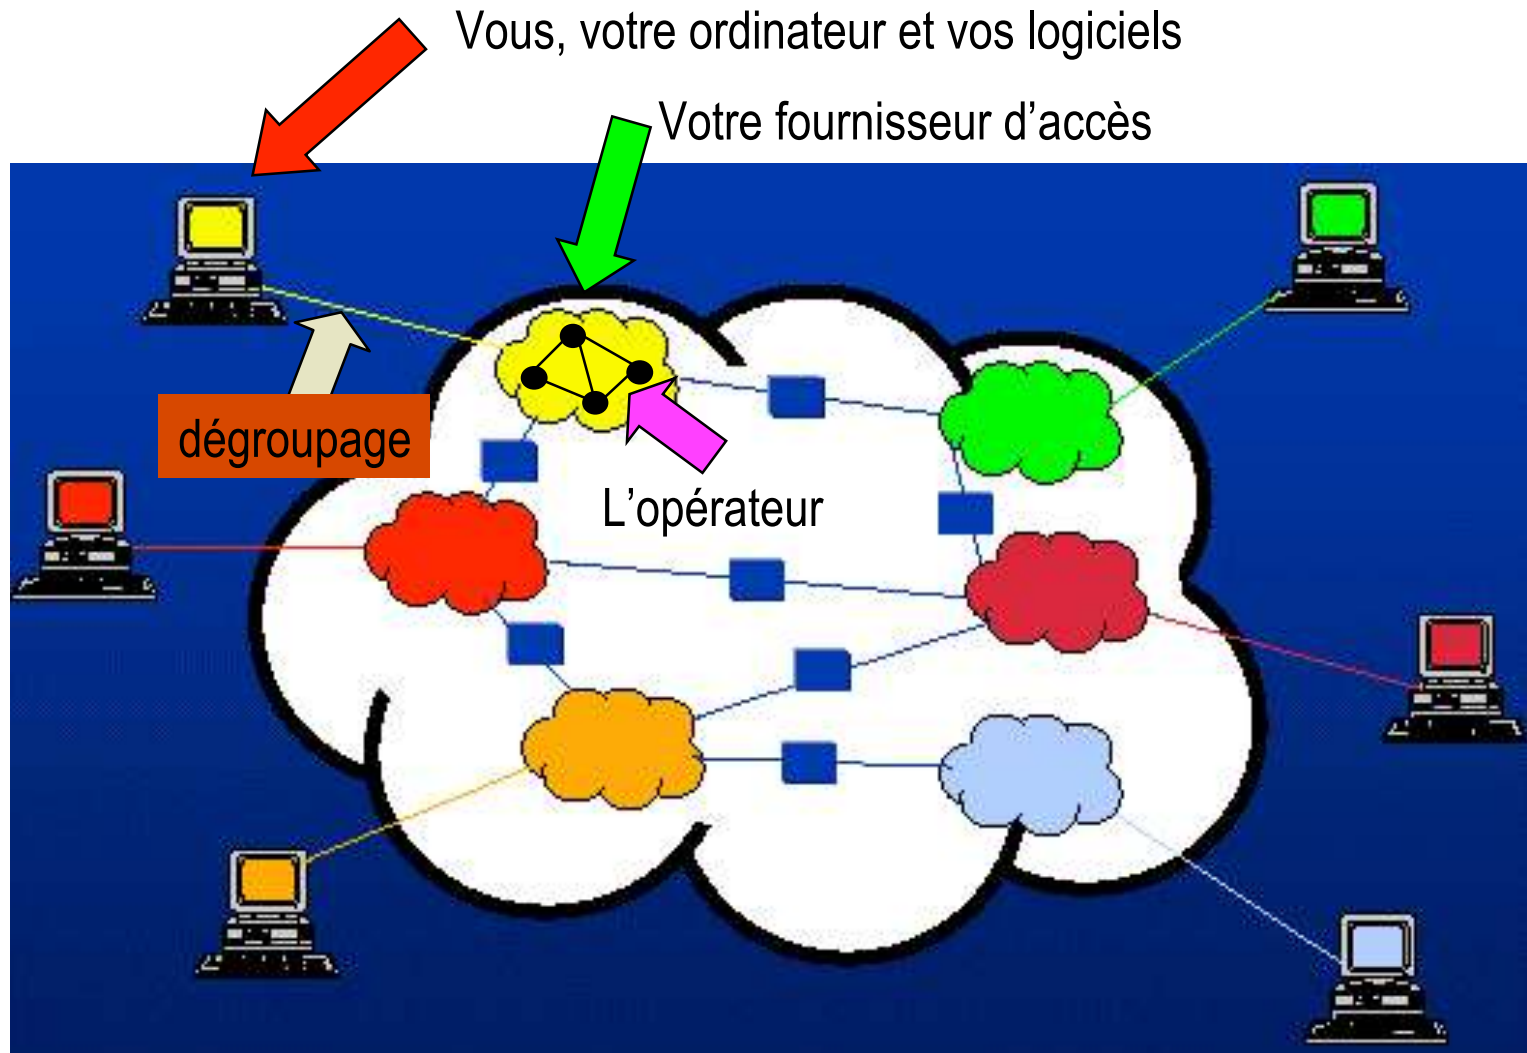 Vous, votre ordinateur et vos logiciels
Votre fournisseur d’accès
dégroupage
L’opérateur